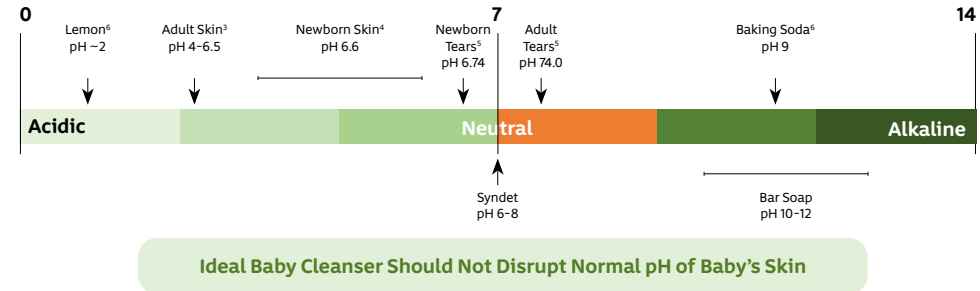 0
7
14
Lemon⁶
pH ~2
Adult Skin³
pH 4-6.5
Newborn Skin⁴
pH 6.6
Newborn
Tears⁵
pH 6.74
Adult
Tears⁵
pH 74.0
Baking Soda⁶
pH 9
Acidic
Neutral
Alkaline
Syndet
pH 6-8
Bar Soap
pH 10-12
Ideal Baby Cleanser Should Not Disrupt Normal pH of Baby's Skin